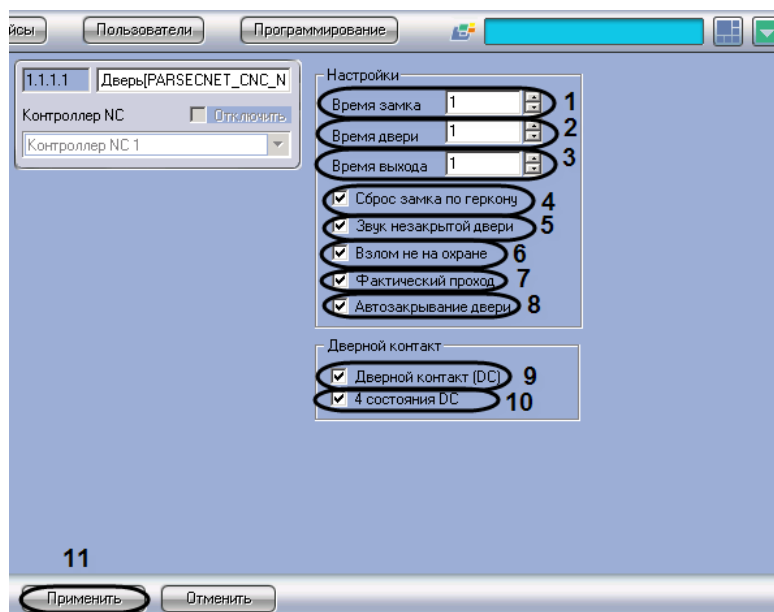 йсы Пользователи Программирование
1.1.1.1 Дверь[PARSECNET_CNC_N
Контроллер NC Отключить
Контроллер NC 1
Настройки
Время замка 1 1
Время двери 1 2
Время выхода 1 3
Сброс замка по геркону 4
Звук незакрытой двери 5
Взлом не на охране 6
Фактический проход 7
Автозакрывание двери 8
Дверной контакт
Дверной контакт (DC) 9
4 состояния DC 10
11
Применить Отменить